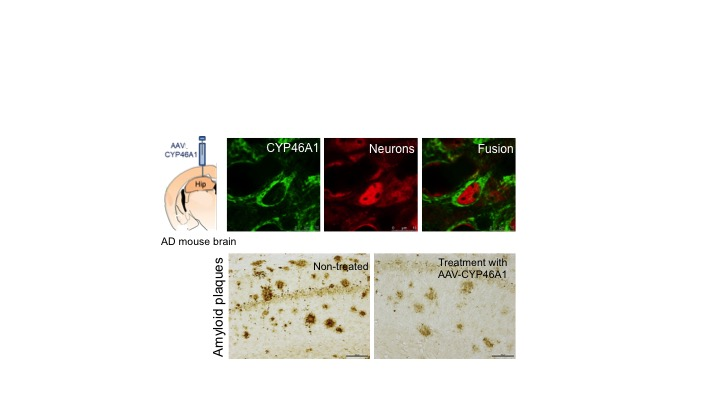 AAV.
CYP46A1
Hip
AD mouse brain
CYP46A1
Neurons
Fusion
Amyloid plaques
Non-treated
Treatment with
AAV-CYP46A1